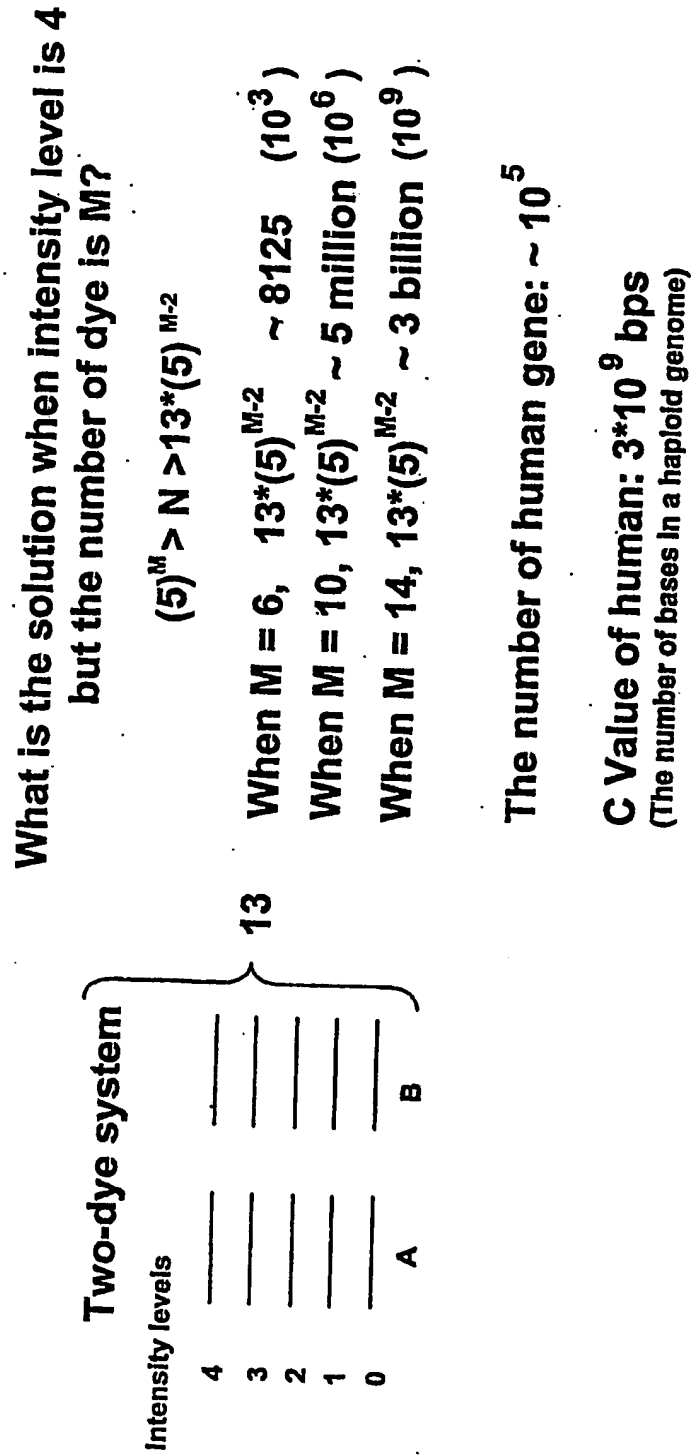 What is the solution when intensity level is 4
but the number of dye is M?
Two-dye system
Intensity levels
4
3
2
1
0
A B
13
(5)^M > N >13*(5)^M-2
When M = 6, 13*(5)^M-2 ~ 8125 (10^3)
When M = 10, 13*(5)^M-2 ~ 5 million (10^6)
When M = 14, 13*(5)^M-2 ~ 3 billion (10^9)
The number of human gene: ~ 10^5
C Value of human: 3*10^9 bps
(The number of bases in a haploid genome)